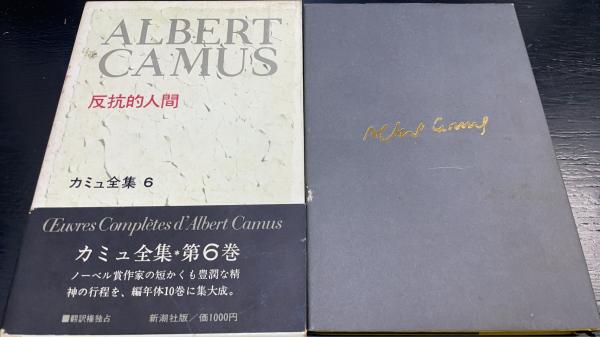 ALBERT
CAMUS
反抗的人間
カミュ全集 6
Œuvres Complètes d'Albert Camus
カミュ全集*第6巻
ノーベル賞作家の短かくも豊潤な精
神の行程を、編年体10巻に集大成。
■翻訳権独占 新潮社版/価1000円
Albert Camus